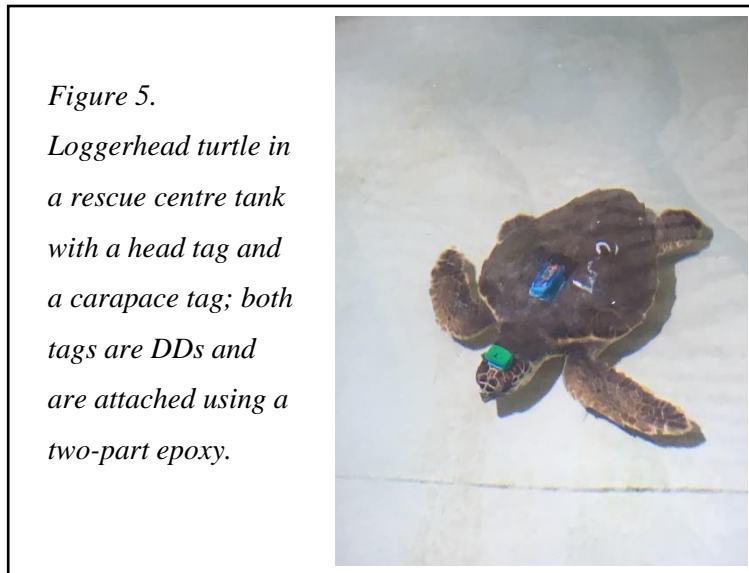 Figure 5.
Loggerhead turtle in
a rescue centre tank
with a head tag and
a carapace tag; both
tags are DDs and
are attached using a
two-part epoxy.